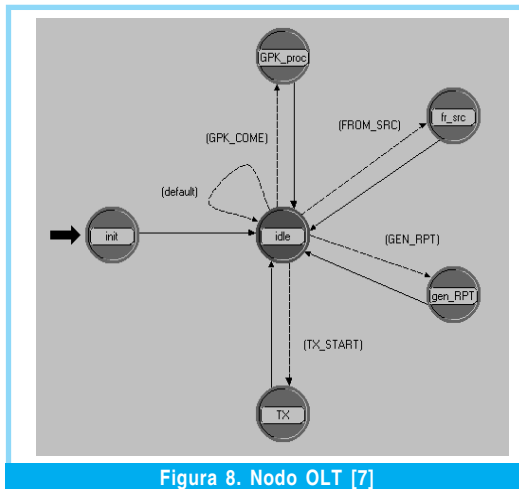 GPK_proc
(GPK_COME)
(FROM_SRC)
fr_src
(default)
init
idle
(GEN_RPT)
gen_RPT
(TX_START)
TX
Figura 8. Nodo OLT [7]